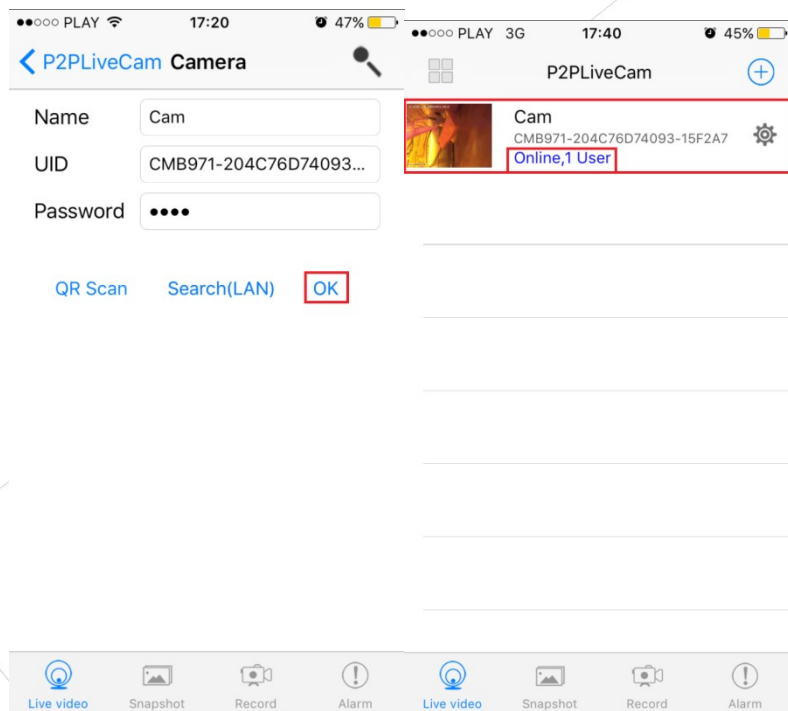 PLAY 17:20 47%
P2PLiveCam Camera
Name Cam
UID CMB971-204C76D74093...
Password ••••
QR Scan Search(LAN) OK
Live video Snapshot Record Alarm
PLAY 3G 17:40 45%
P2PLiveCam
Cam
CMB971-204C76D74093-15F2A7
Online,1 User
Live video Snapshot Record Alarm